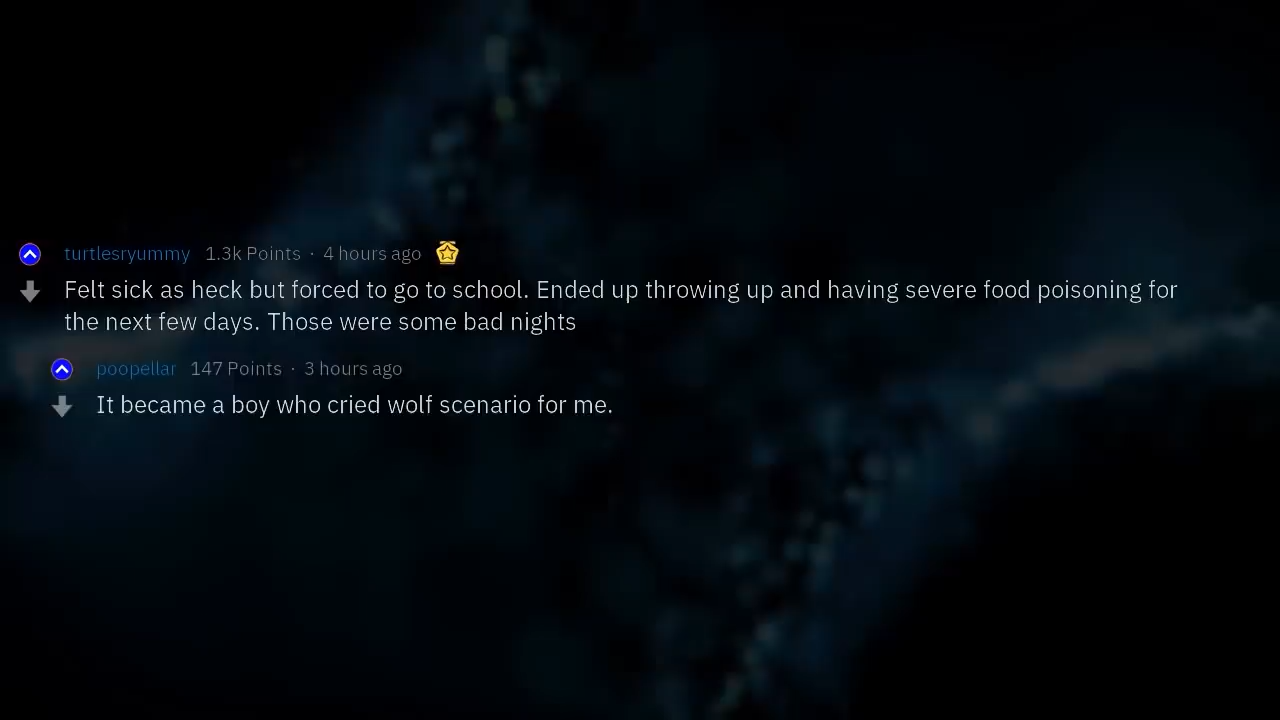 turtlesryummy 1.3k Points · 4 hours ago
Felt sick as heck but forced to go to school. Ended up throwing up and having severe food poisoning for
the next few days. Those were some bad nights
poopellar 147 Points · 3 hours ago
It became a boy who cried wolf scenario for me.